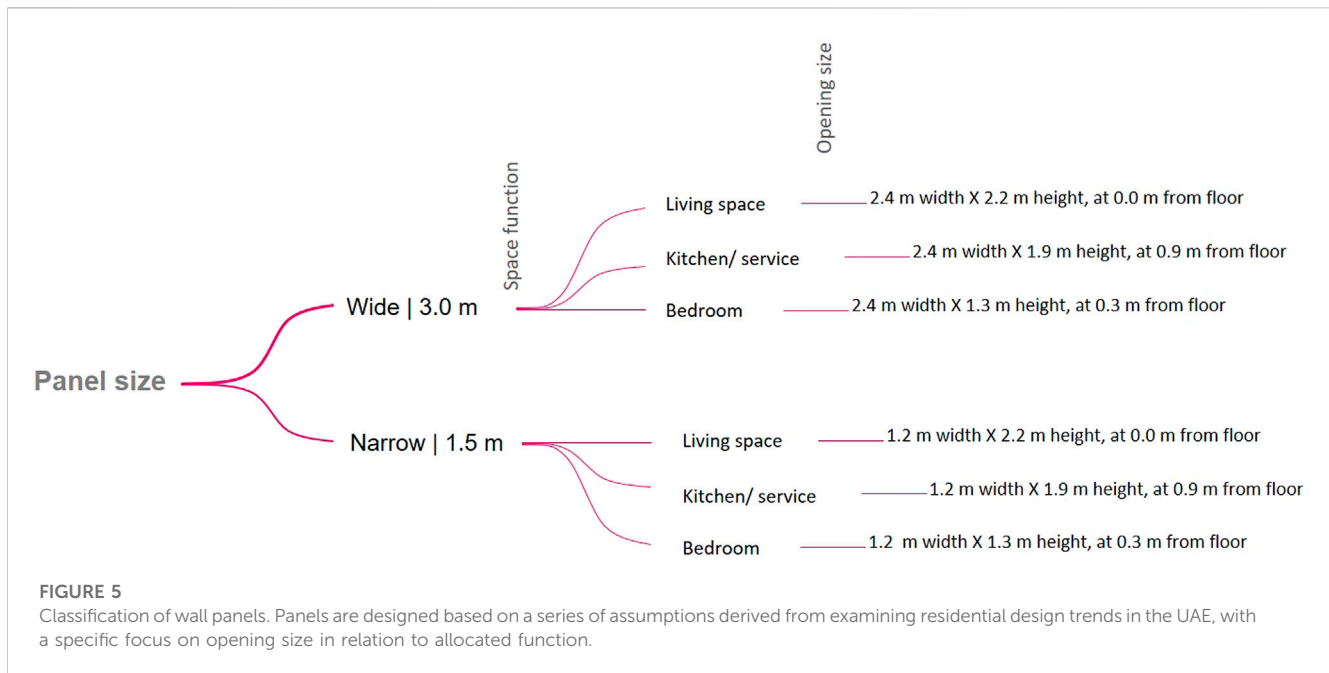 Opening size
Space function
Living space
2.4 m width X 2.2 m height, at 0.0 m from floor
Kitchen/ service
2.4 m width X 1.9 m height, at 0.9 m from floor
Wide | 3.0 m
Bedroom
2.4 m width X 1.3 m height, at 0.3 m from floor
Panel size
Narrow | 1.5 m
Living space
1.2 m width X 2.2 m height, at 0.0 m from floor
Kitchen/ service
1.2 m width X 1.9 m height, at 0.9 m from floor
Bedroom
1.2 m width X 1.3 m height, at 0.3 m from floor
FIGURE 5
Classification of wall panels. Panels are designed based on a series of assumptions derived from examining residential design trends in the UAE, with
a specific focus on opening size in relation to allocated function.